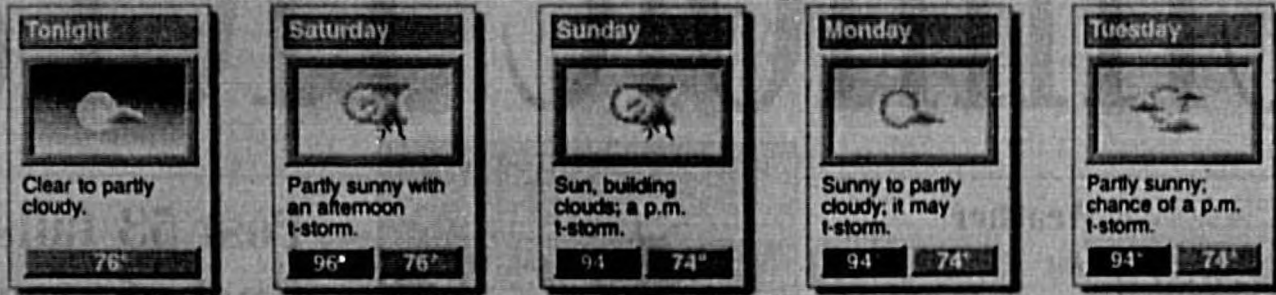 Tonight
Clear to partly
cloudy.
76°
Saturday
Partly sunny with
an afternoon
t-storm.
96° 76°
Sunday
Sun, building
clouds; a p.m.
t-storm.
94 74°
Monday
Sunny to partly
cloudy; it may
t-storm.
94 74°
Tuesday
Partly sunny;
chance of a p.m.
t-storm.
94° 74°